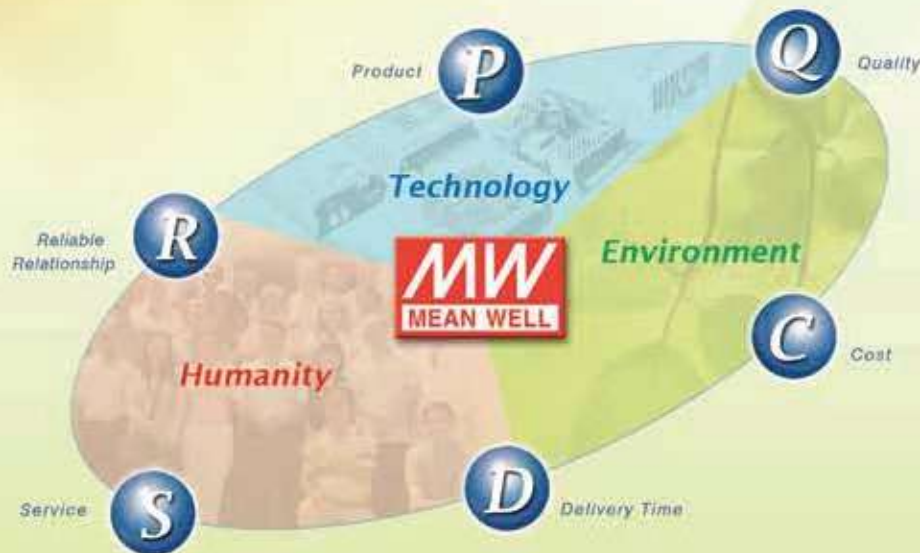 Product
P
Q
Quality
Technology
R
Reliable
Relationship
MW
MEAN WELL
Environment
C
Cost
Humanity
Service
S
D
Delivery Time